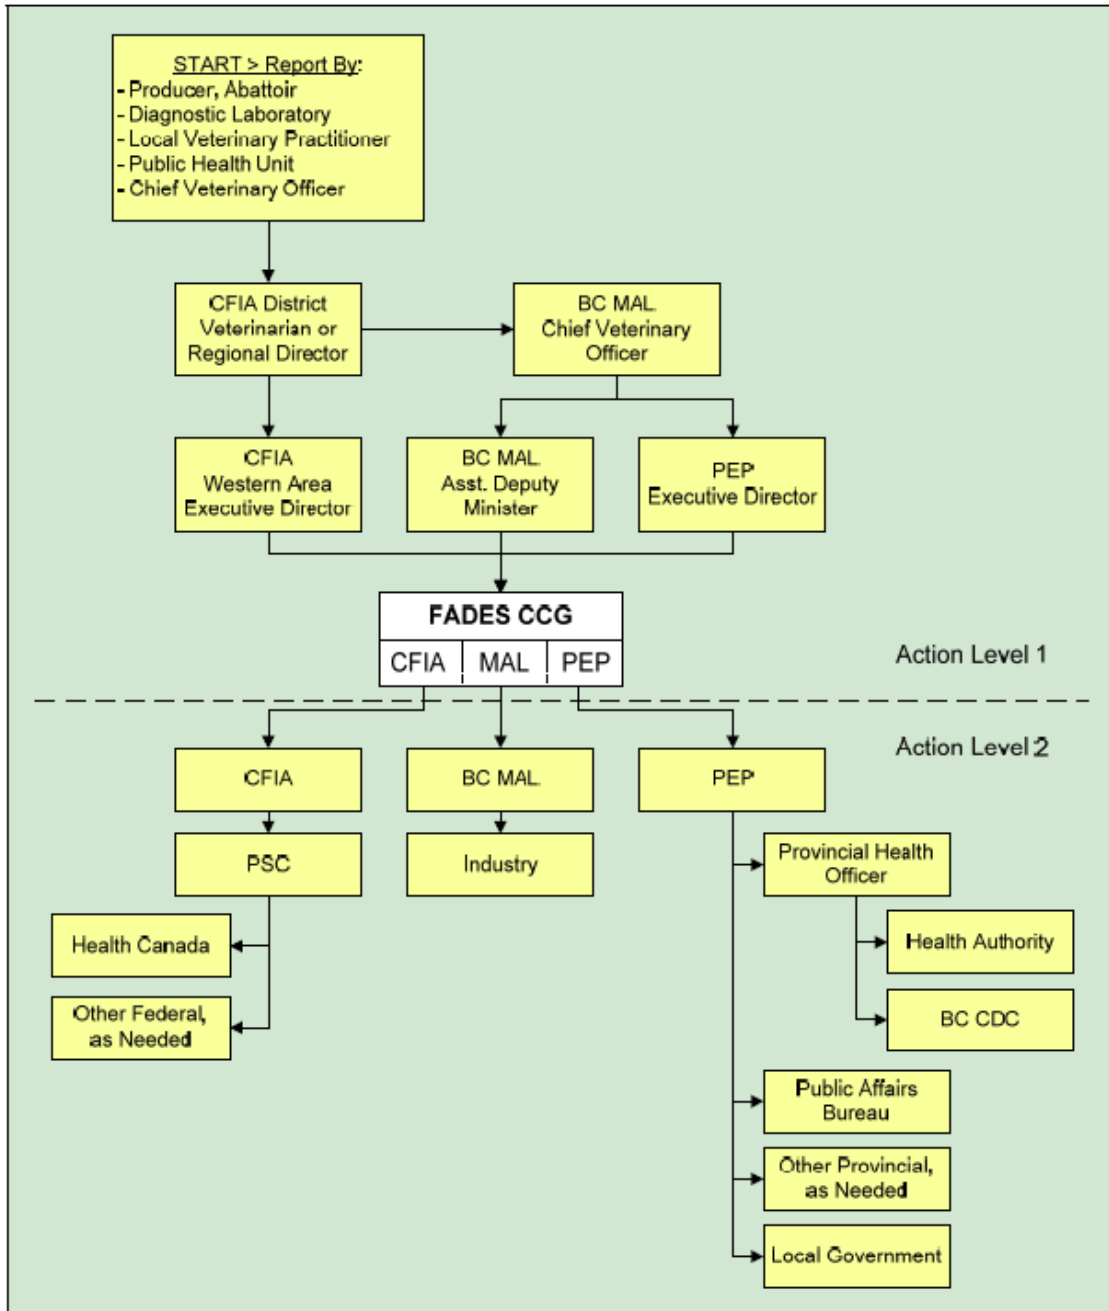 START > Report By:
- Producer, Abattoir
- Diagnostic Laboratory
- Local Veterinary Practitioner
- Public Health Unit
- Chief Veterinary Officer
CFIA District
Veterinarian or
Regional Director
BC MAL
Chief Veterinary
Officer
CFIA
Western Area
Executive Director
BC MAL
Asst. Deputy
Minister
PEP
Executive Director
FADES CCG
CFIA
MAL
PEP
Action Level 1
Action Level 2
CFIA
BC MAL
PEP
PSC
Industry
Provincial Health
Officer
Health Canada
Health Authority
Other Federal,
as Needed
BC CDC
Public Affairs
Bureau
Other Provincial,
as Needed
Local Government